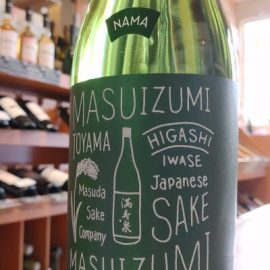 NAMA
MASUIZUMI
TOYAMA
HIGASHI
IWASE
Masuda
Sake
Company
満寿泉
Japanese
SAKE
MASUIZUMI